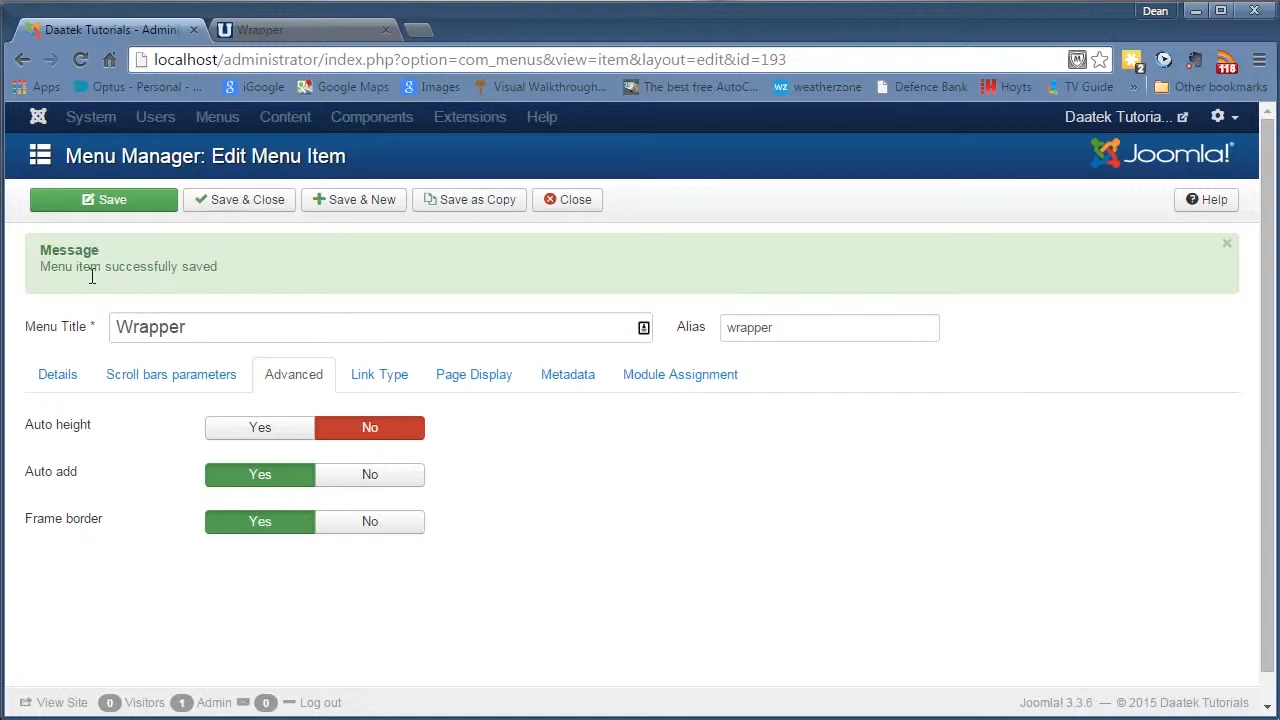 Dean
Daatek Tutorials - Admini
Wrapper
localhost/administrator/index.php?option=com_menus&view=item&layout=edit&id=193
2
118
Apps
Optus - Personal - ...
iGoogle
Google Maps
Images
Visual Walkthrough...
The best free AutoC...
weatherzone
Defence Bank
Hoyts
TV Guide
»
Other bookmarks
System
Users
Menus
Content
Components
Extensions
Help
Daatek Tutoria...
Menu Manager: Edit Menu Item
Joomla!
Save
Save & Close
Save & New
Save as Copy
Close
Help
Message
Menu item successfully saved
Menu Title *
Wrapper
Alias
wrapper
Details
Scroll bars parameters
Advanced
Link Type
Page Display
Metadata
Module Assignment
Auto height
Yes
No
Auto add
Yes
No
Frame border
Yes
No
View Site
0
Visitors
1
Admin
0
Log out
Joomla! 3.3.6 — © 2015 Daatek Tutorials